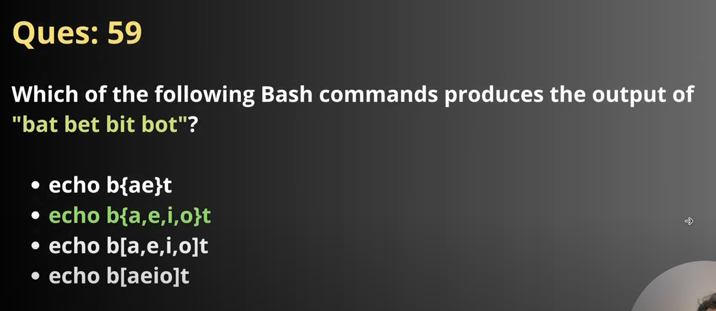 Ques: 59
Which of the following Bash commands produces the output of
"bat bet bit bot"?
• echo b{ae}t
• echo b{a,e,i,o}t
• echo b[a,e,i,o]t
• echo b[aeio]t